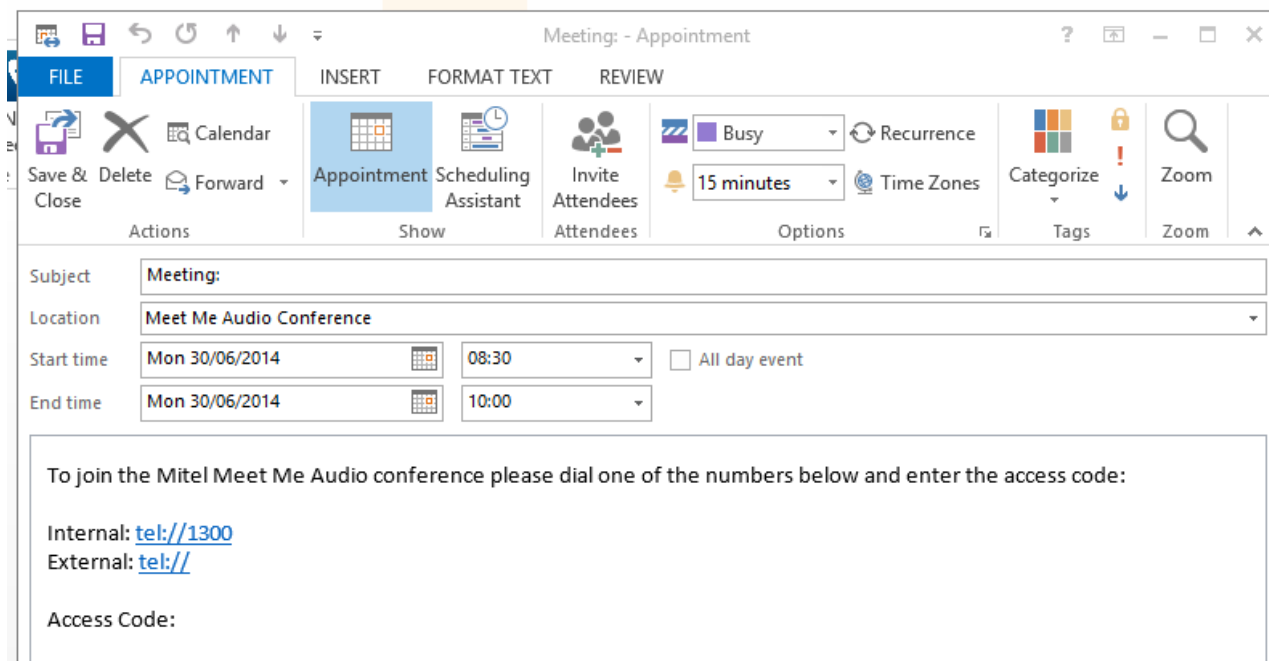 Meeting: - Appointment ?
FILE APPOINTMENT INSERT FORMAT TEXT REVIEW
Calendar Busy Recurrence
Save & Close Delete Forward Appointment Scheduling Assistant Invite Attendees 15 minutes Time Zones Categorize ! Zoom
Actions Show Attendees Options Tags Zoom
Subject Meeting:
Location Meet Me Audio Conference
Start time Mon 30/06/2014 08:30 All day event
End time Mon 30/06/2014 10:00
To join the Mitel Meet Me Audio conference please dial one of the numbers below and enter the access code:
Internal: tel://1300
External: tel://
Access Code: